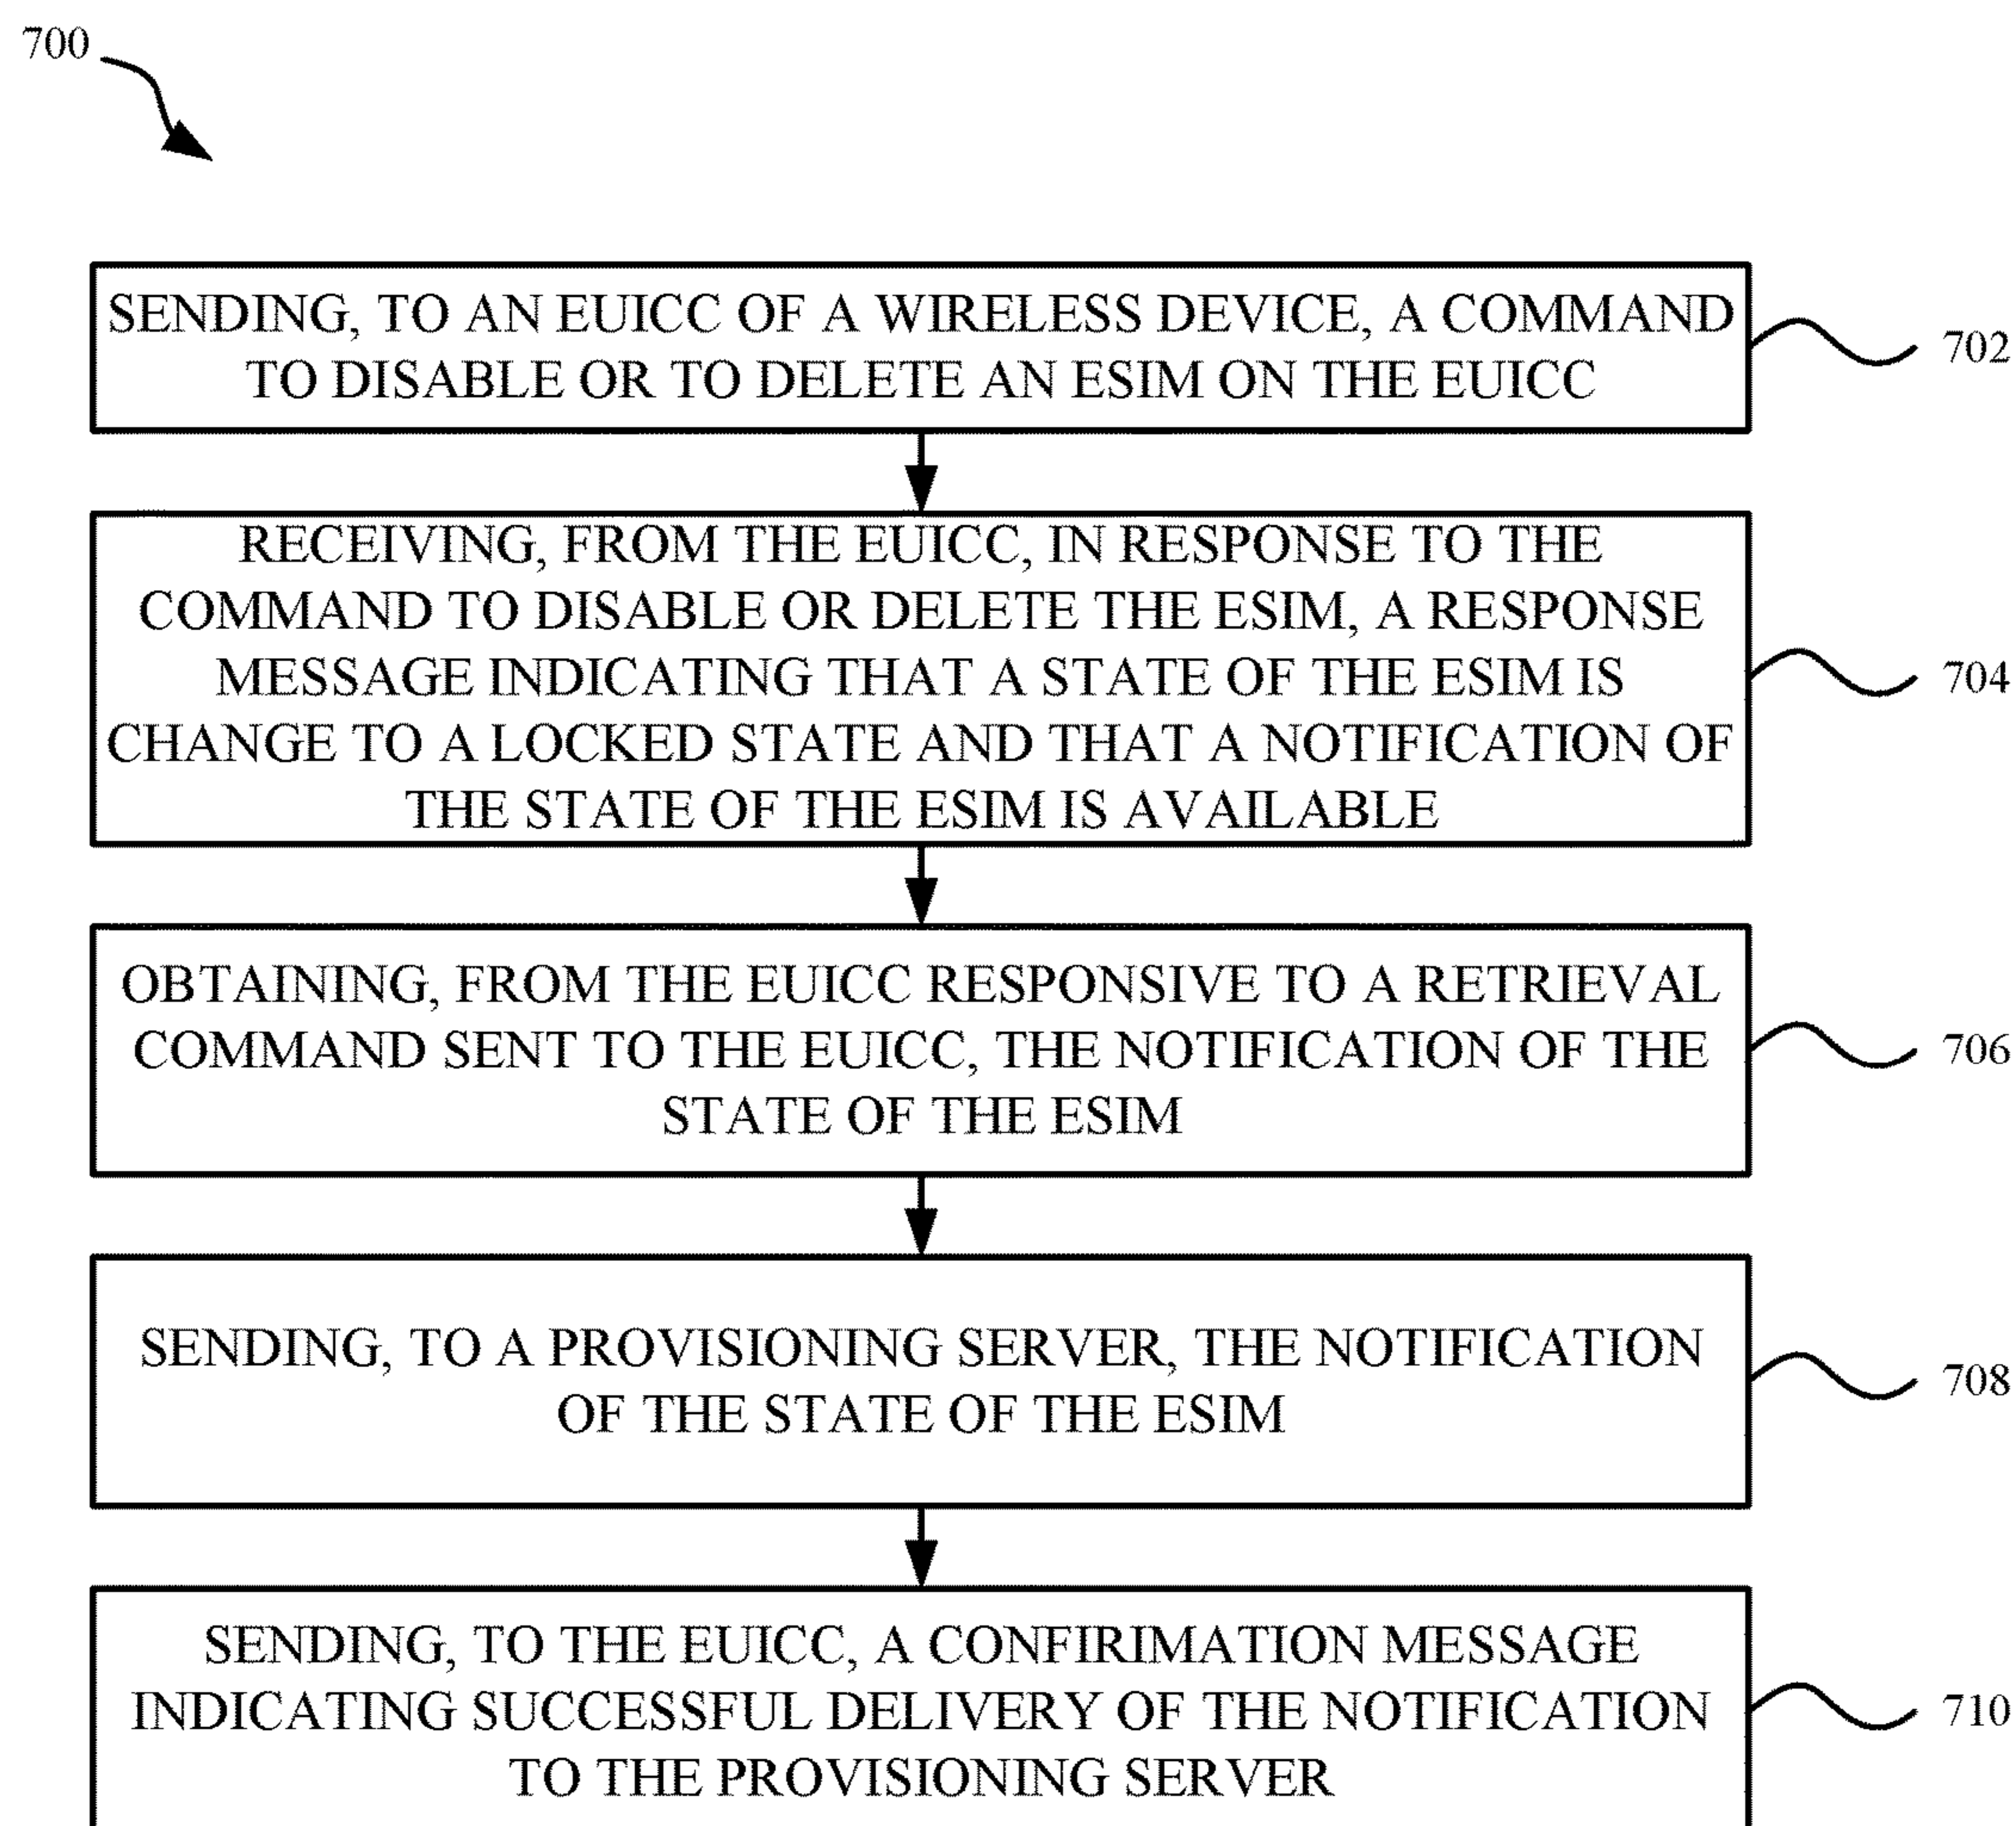 700
SENDING, TO AN EUICC OF A WIRELESS DEVICE, A COMMAND
TO DISABLE OR TO DELETE AN ESIM ON THE EUICC
702
RECEIVING, FROM THE EUICC, IN RESPONSE TO THE
COMMAND TO DISABLE OR DELETE THE ESIM, A RESPONSE
MESSAGE INDICATING THAT A STATE OF THE ESIM IS
CHANGE TO A LOCKED STATE AND THAT A NOTIFICATION OF
THE STATE OF THE ESIM IS AVAILABLE
704
OBTAINING, FROM THE EUICC RESPONSIVE TO A RETRIEVAL
COMMAND SENT TO THE EUICC, THE NOTIFICATION OF THE
STATE OF THE ESIM
706
SENDING, TO A PROVISIONING SERVER, THE NOTIFICATION
OF THE STATE OF THE ESIM
708
SENDING, TO THE EUICC, A CONFIRIMATION MESSAGE
INDICATING SUCCESSFUL DELIVERY OF THE NOTIFICATION
TO THE PROVISIONING SERVER
710